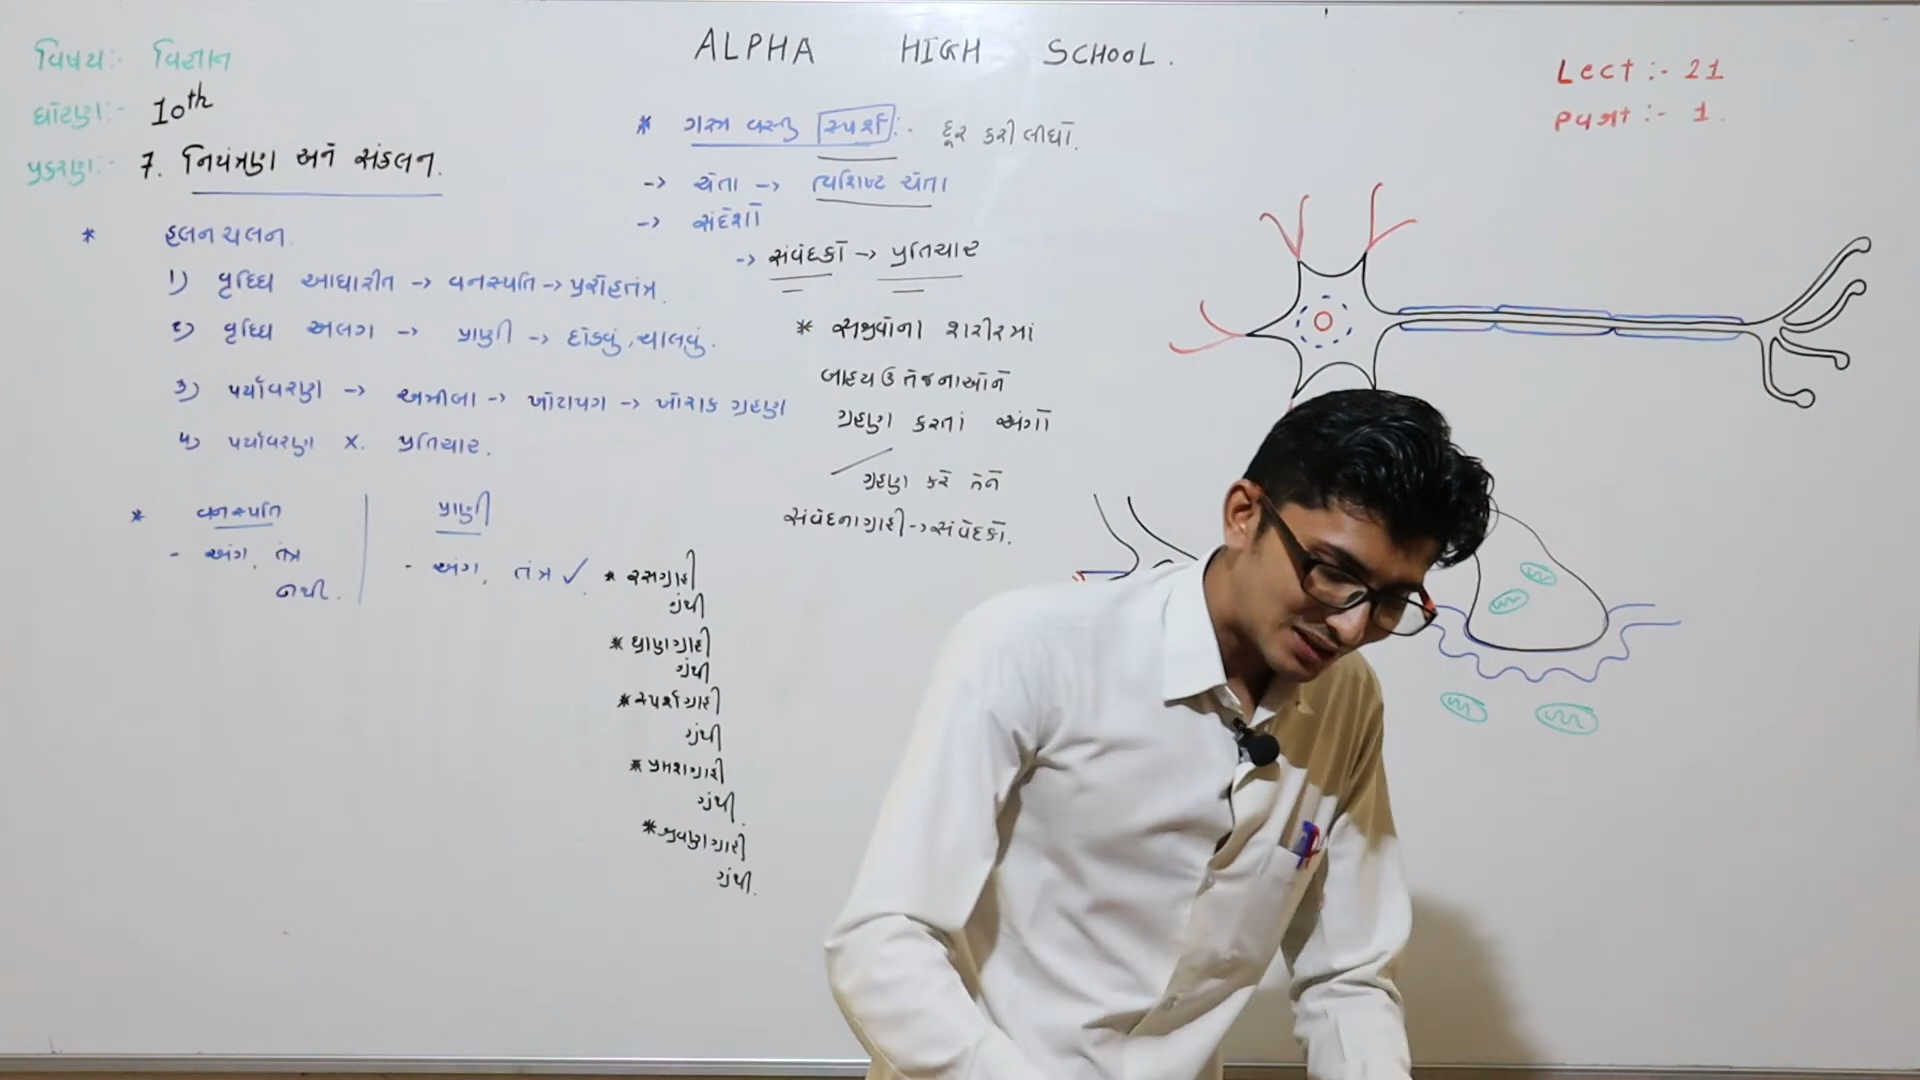 ALPHA HIGH SCHOOL.
વિષય:- વિજ્ઞાન
ધોરણ:- 10th
પ્રકરણ:- 7. નિયંત્રણ અને સંકલન.
Lect :- 21
Part :- 1.
* હલનચલન.
1) વૃધ્ધિ આધારીત -> વનસ્પતિ -> પ્રરોહતંત્ર.
૨) વૃધ્ધિ અલગ -> પ્રાણી -> દોડવું, ચાલવું.
૩) પર્યાવરણ -> અમીબા -> ખોટાપગ -> ખોરાક ગ્રહણ
૪) પર્યાવરણ X. પ્રતિચાર.
* વનસ્પતિ
- અંગ, તંત્ર
નથી.
પ્રાણી
- અંગ, તંત્ર ✓
* ગરમ વસ્તુ સ્પર્શ:- દૂર કરી લીધો.
-> ચેતા -> ચેતા
-> સંદેશો
-> સંવેદકો -> પ્રતિચાર
* સજીવોના શરીરમાં
બાહ્ય ઉતેજનાઓને
ગ્રહણ કરતાં અંગો
ગ્રહણ કરે તેને
સંવેદનાગ્રાહી -> સંવેદકો.
* રસગ્રાહી
ગ્રંથી
* ઘ્રાણગ્રાહી
ગ્રંથી
* સ્પર્શગ્રાહી
ગ્રંથી
* પ્રકાશગ્રાહી
ગ્રંથી.
* શ્રવણગ્રાહી
ગ્રંથી.